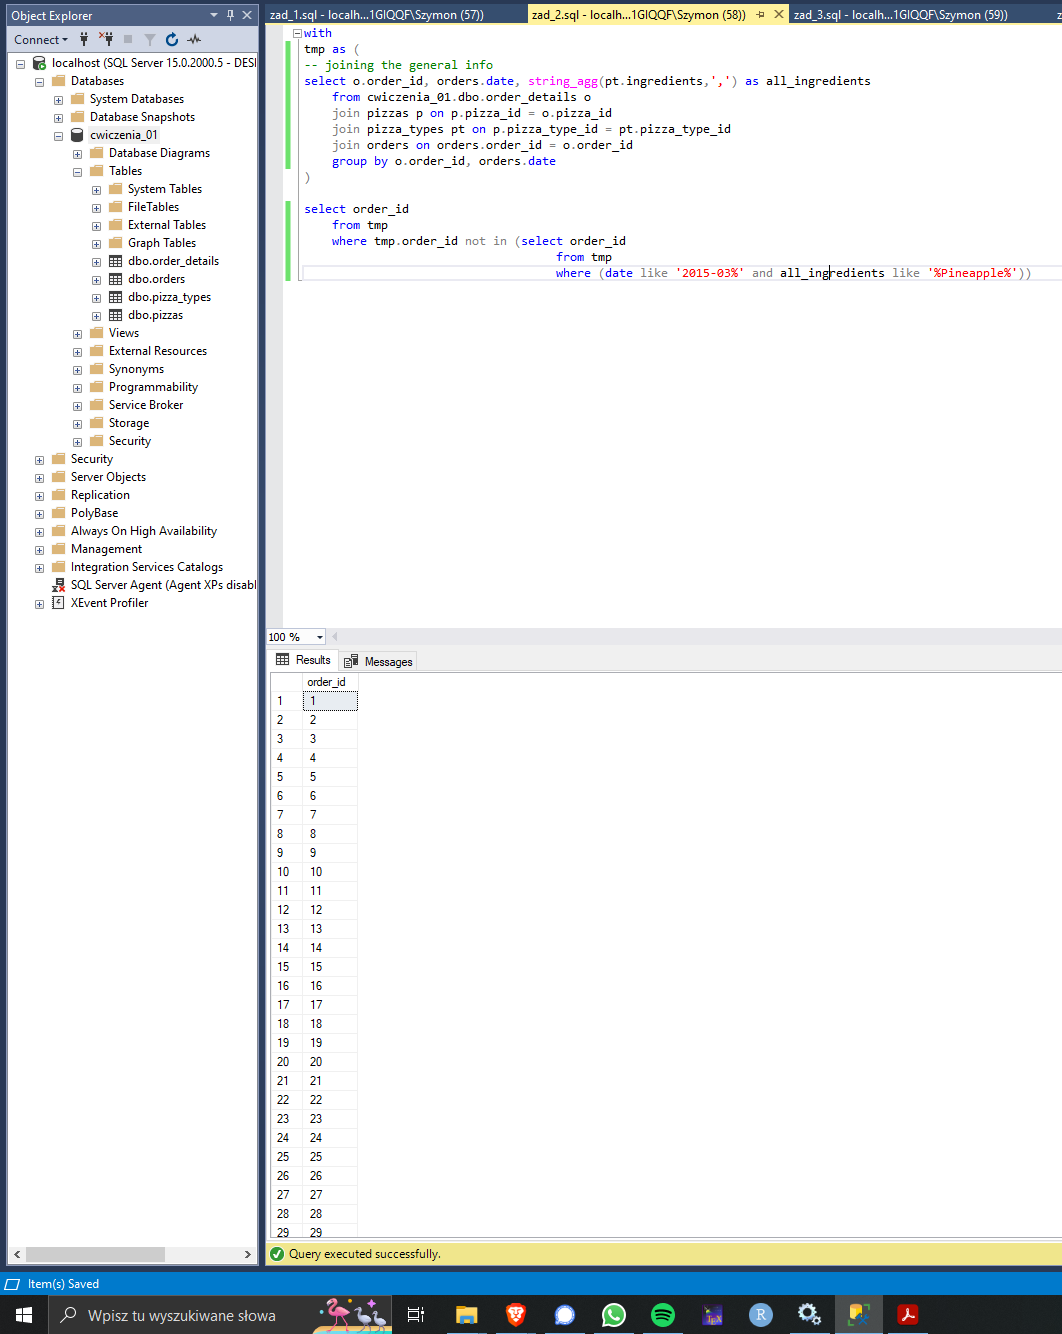 Object Explorer
Connect
localhost (SQL Server 15.0.2000.5 - DESI
Databases
System Databases
Database Snapshots
cwiczenia_01
Database Diagrams
Tables
System Tables
FileTables
External Tables
Graph Tables
dbo.order_details
dbo.orders
dbo.pizza_types
dbo.pizzas
Views
External Resources
Synonyms
Programmability
Service Broker
Storage
Security
Security
Server Objects
Replication
PolyBase
Always On High Availability
Management
Integration Services Catalogs
SQL Server Agent (Agent XPs disabl
XEvent Profiler
zad_1.sql - localh...1GIQQF\Szymon (57))
zad_2.sql - localh...1GIQQF\Szymon (58))
zad_3.sql - localh...1GIQQF\Szymon (59))
z
with
tmp as (
-- joining the general info
select o.order_id, orders.date, string_agg(pt.ingredients,',') as all_ingredients
from cwiczenia_01.dbo.order_details o
join pizzas p on p.pizza_id = o.pizza_id
join pizza_types pt on p.pizza_type_id = pt.pizza_type_id
join orders on orders.order_id = o.order_id
group by o.order_id, orders.date
)
select order_id
from tmp
where tmp.order_id not in (select order_id
from tmp
where (date like '2015-03%' and all_ingredients like '%Pineapple%'))
100 %
Results
Messages
order_id
1 1
2 2
3 3
4 4
5 5
6 6
7 7
8 8
9 9
10 10
11 11
12 12
13 13
14 14
15 15
16 16
17 17
18 18
19 19
20 20
21 21
22 22
23 23
24 24
25 25
26 26
27 27
28 28
29 29
Query executed successfully.
Item(s) Saved
Wpisz tu wyszukiwane słowa
TEX
R